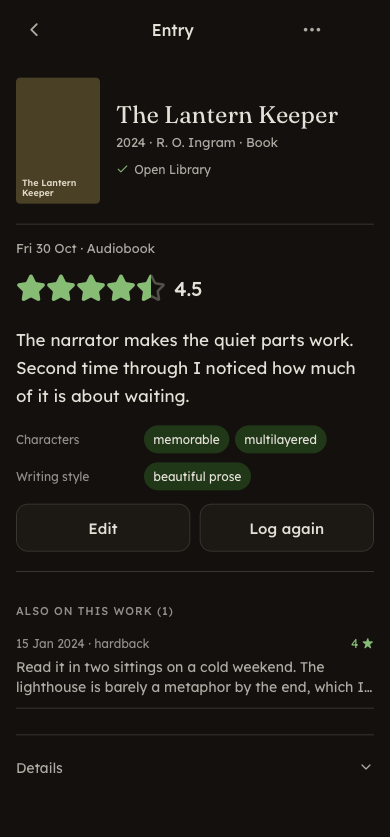 Entry
The Lantern Keeper
2024 · R. O. Ingram · Book
Open Library
The Lantern
Keeper
Fri 30 Oct · Audiobook
4.5
The narrator makes the quiet parts work.
Second time through I noticed how much
of it is about waiting.
Characters memorable multilayered
Writing style beautiful prose
Edit Log again
ALSO ON THIS WORK (1)
15 Jan 2024 · hardback 4
Read it in two sittings on a cold weekend. The
lighthouse is barely a metaphor by the end, which I…
Details